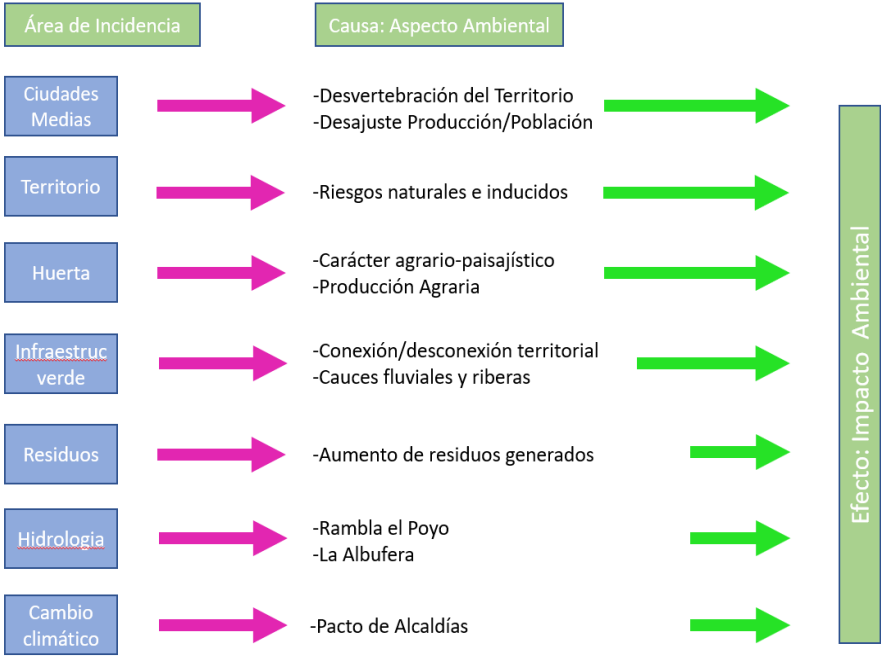 Área de Incidencia
Causa: Aspecto Ambiental
Ciudades
Medias
-Desvertebración del Territorio
-Desajuste Producción/Población
Territorio
-Riesgos naturales e inducidos
Huerta
-Carácter agrario-paisajístico
-Producción Agraria
Infraestruc
verde
-Conexión/desconexión territorial
-Cauces fluviales y riberas
Residuos
-Aumento de residuos generados
Hidrologia
-Rambla el Poyo
-La Albufera
Cambio
climático
-Pacto de Alcaldías
Efecto: Impacto Ambiental